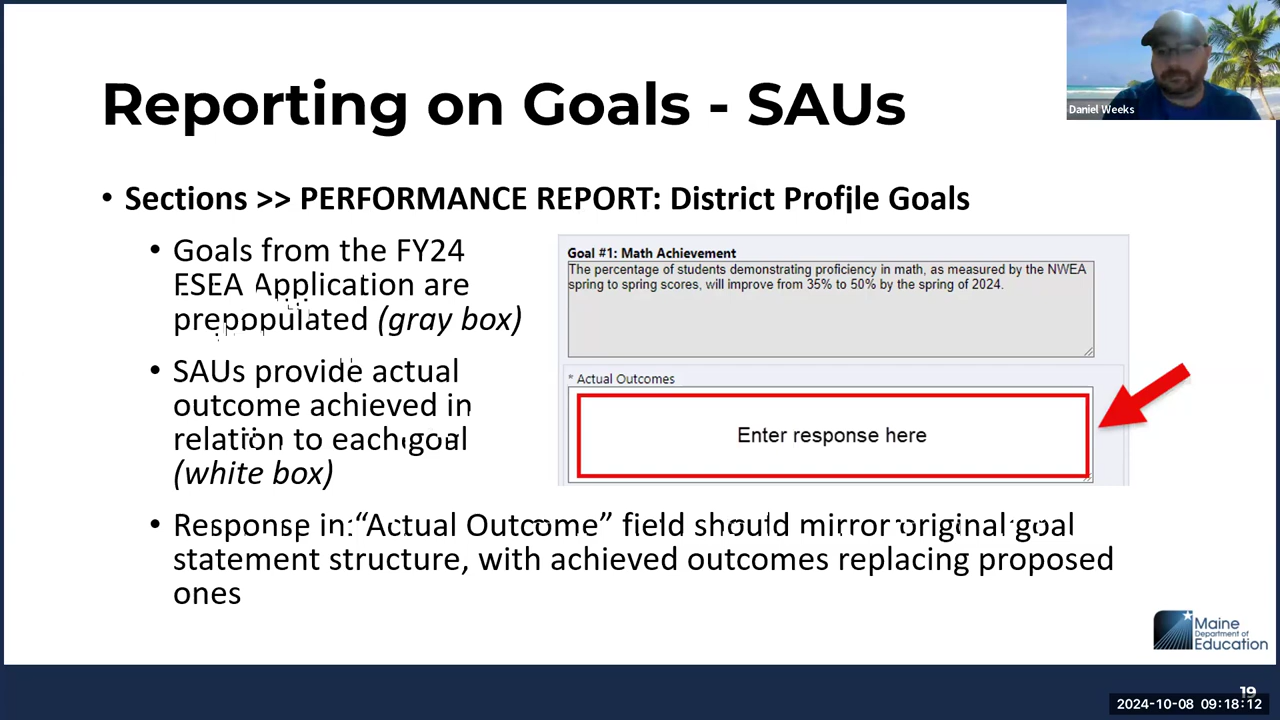 Reporting on Goals - SAUs
Daniel Weeks
• Sections >> PERFORMANCE REPORT: District Profile Goals
• Goals from the FY24
ESEA Application are
prepopulated (gray box)
• SAUs provide actual
outcome achieved in
relation to each goal
(white box)
Goal #1: Math Achievement
The percentage of students demonstrating proficiency in math, as measured by the NWEA
spring to spring scores, will improve from 35% to 50% by the spring of 2024.
* Actual Outcomes
Enter response here
• Response in “Actual Outcome” field should mirror original goal
statement structure, with achieved outcomes replacing proposed
ones
Maine
Department of
Education
19
2024-10-08 09:18:12